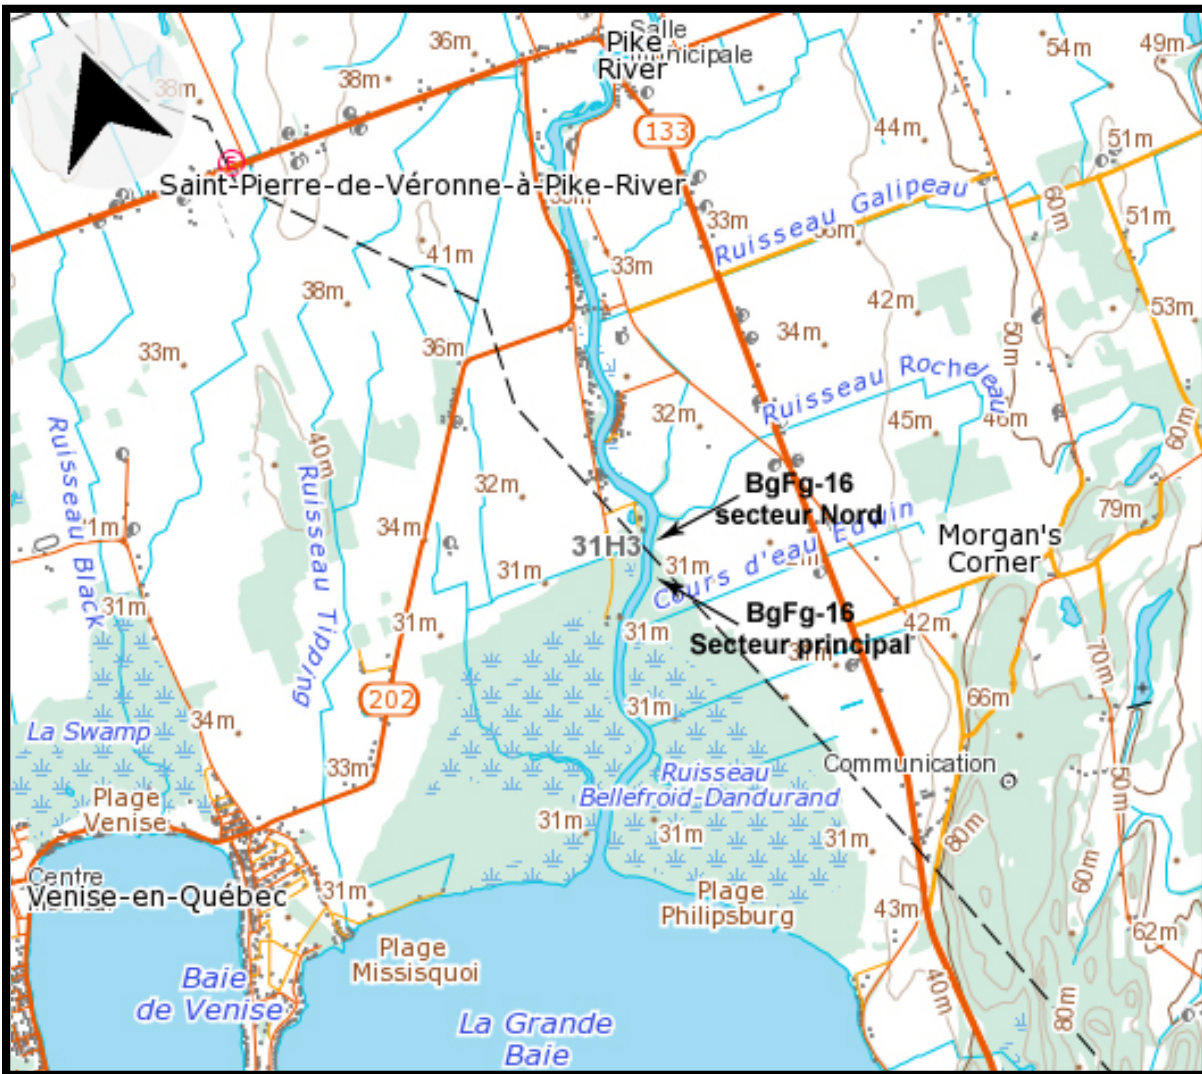 36m
Salle
Pike
Municipale
River
54m
49m
38m
38m
133
44m
51m
E
Saint-Pierre-de-Véronne-à-Pike-River
Ruisseau Galipeau
60m
51m
33m
41m
33m
38m
42m
53m
34m
50m
33m
36m
Ruisseau Rocheleau
Ruisseau Black
40m
32m
45m
46m
60m
Ruisseau Tipping
32m
BgFg-16
secteur Nord
79m
34m
Cours d'eau Edwin
Morgan's
Corner
31H3
31m
31m
31m
BgFg-16
Secteur principal
31m
31m
42m
31m
70m
202
66m
31m
34m
La Swamp
33m
Communication
Ruisseau
Bellefroid-Dandurand
50m
Plage
Venise
31m
31m
31m
80m
60m
Centre
Venise-en-Québec
31m
Plage
Philipsburg
43m
62m
Plage
Missisquoi
Baie
de Venise
40m
80m
La Grande
Baie